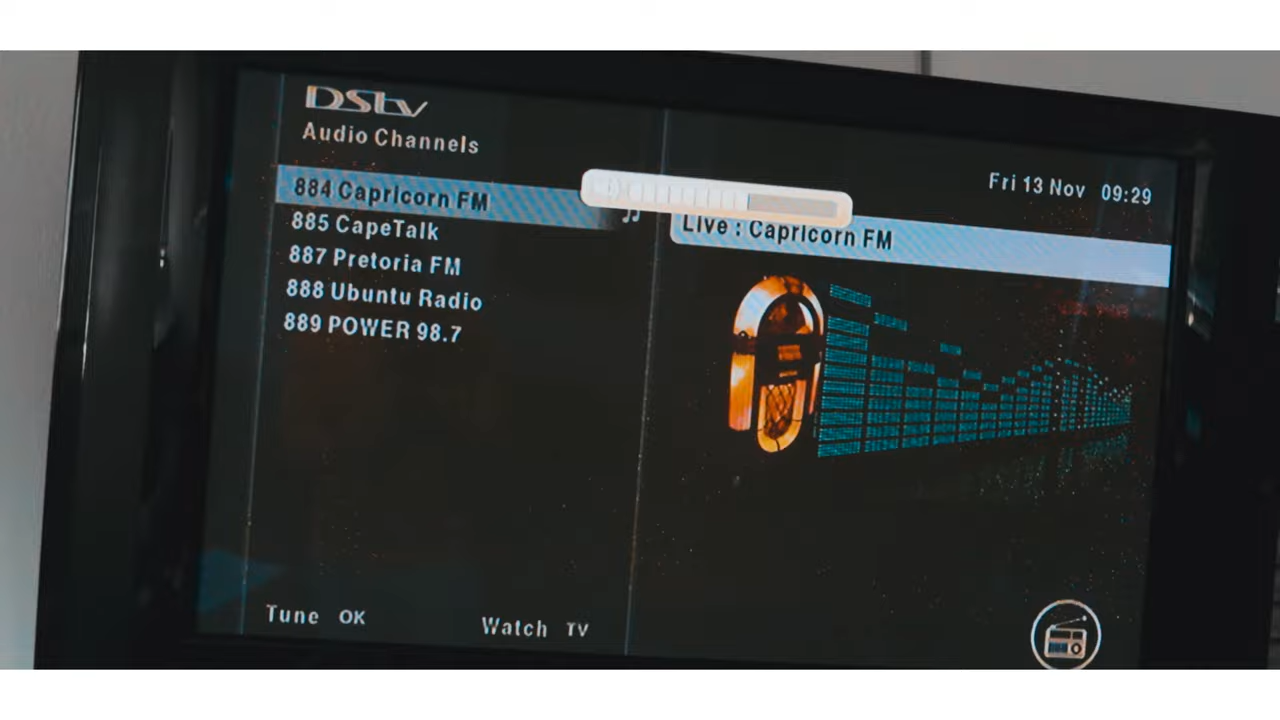 DStv
Audio Channels
Fri 13 Nov 09:29
884 Capricorn FM
885 CapeTalk
887 Pretoria FM
888 Ubuntu Radio
889 POWER 98.7
Live : Capricorn FM
Tune OK
Watch TV